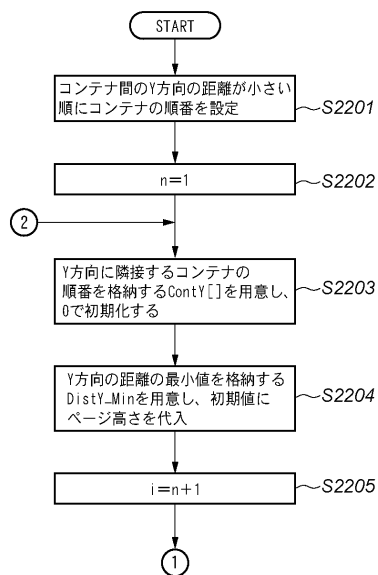 START
コンテナ間のY方向の距離が小さい
順にコンテナの順番を設定
S2201
n=1
S2202
2
Y方向に隣接するコンテナの
順番を格納するContY[]を用意し、
0で初期化する
S2203
Y方向の距離の最小値を格納する
DistY_Minを用意し、初期値に
ページ高さを代入
S2204
i=n+1
S2205
1